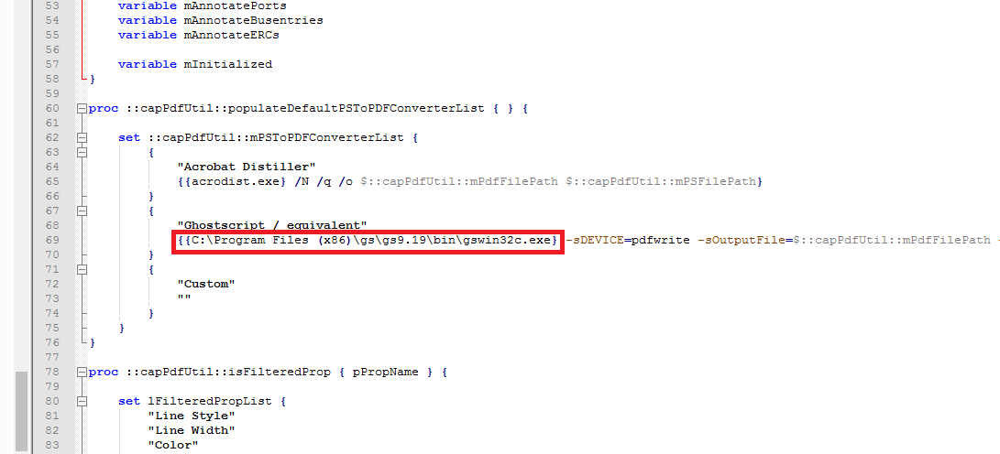 53 variable mAnnotatePorts
54 variable mAnnotateBusentries
55 variable mAnnotateERCs
56
57 variable mInitialized
58 }
59
60 proc ::capPdfUtil::populateDefaultPSToPDFConverterList { } {
61
62 set ::capPdfUtil::mPSToPDFConverterList {
63 {
64 "Acrobat Distiller"
65 {{acrodist.exe} /N /q /o $::capPdfUtil::mPdfFilePath $::capPdfUtil::mPSFilePath}
66 }
67 {
68 "Ghostscript / equivalent"
69 {{C:\Program Files (x86)\gs\gs9.19\bin\gswin32c.exe} -sDEVICE=pdfwrite -sOutputFile=$::capPdfUtil::mPdfFilePath
70 }
71 {
72 "Custom"
73 ""
74 }
75 }
76 }
77
78 proc ::capPdfUtil::isFilteredProp { pPropName } {
79
80 set lFilteredPropList {
81 "Line Style"
82 "Line Width"
83 "Color"